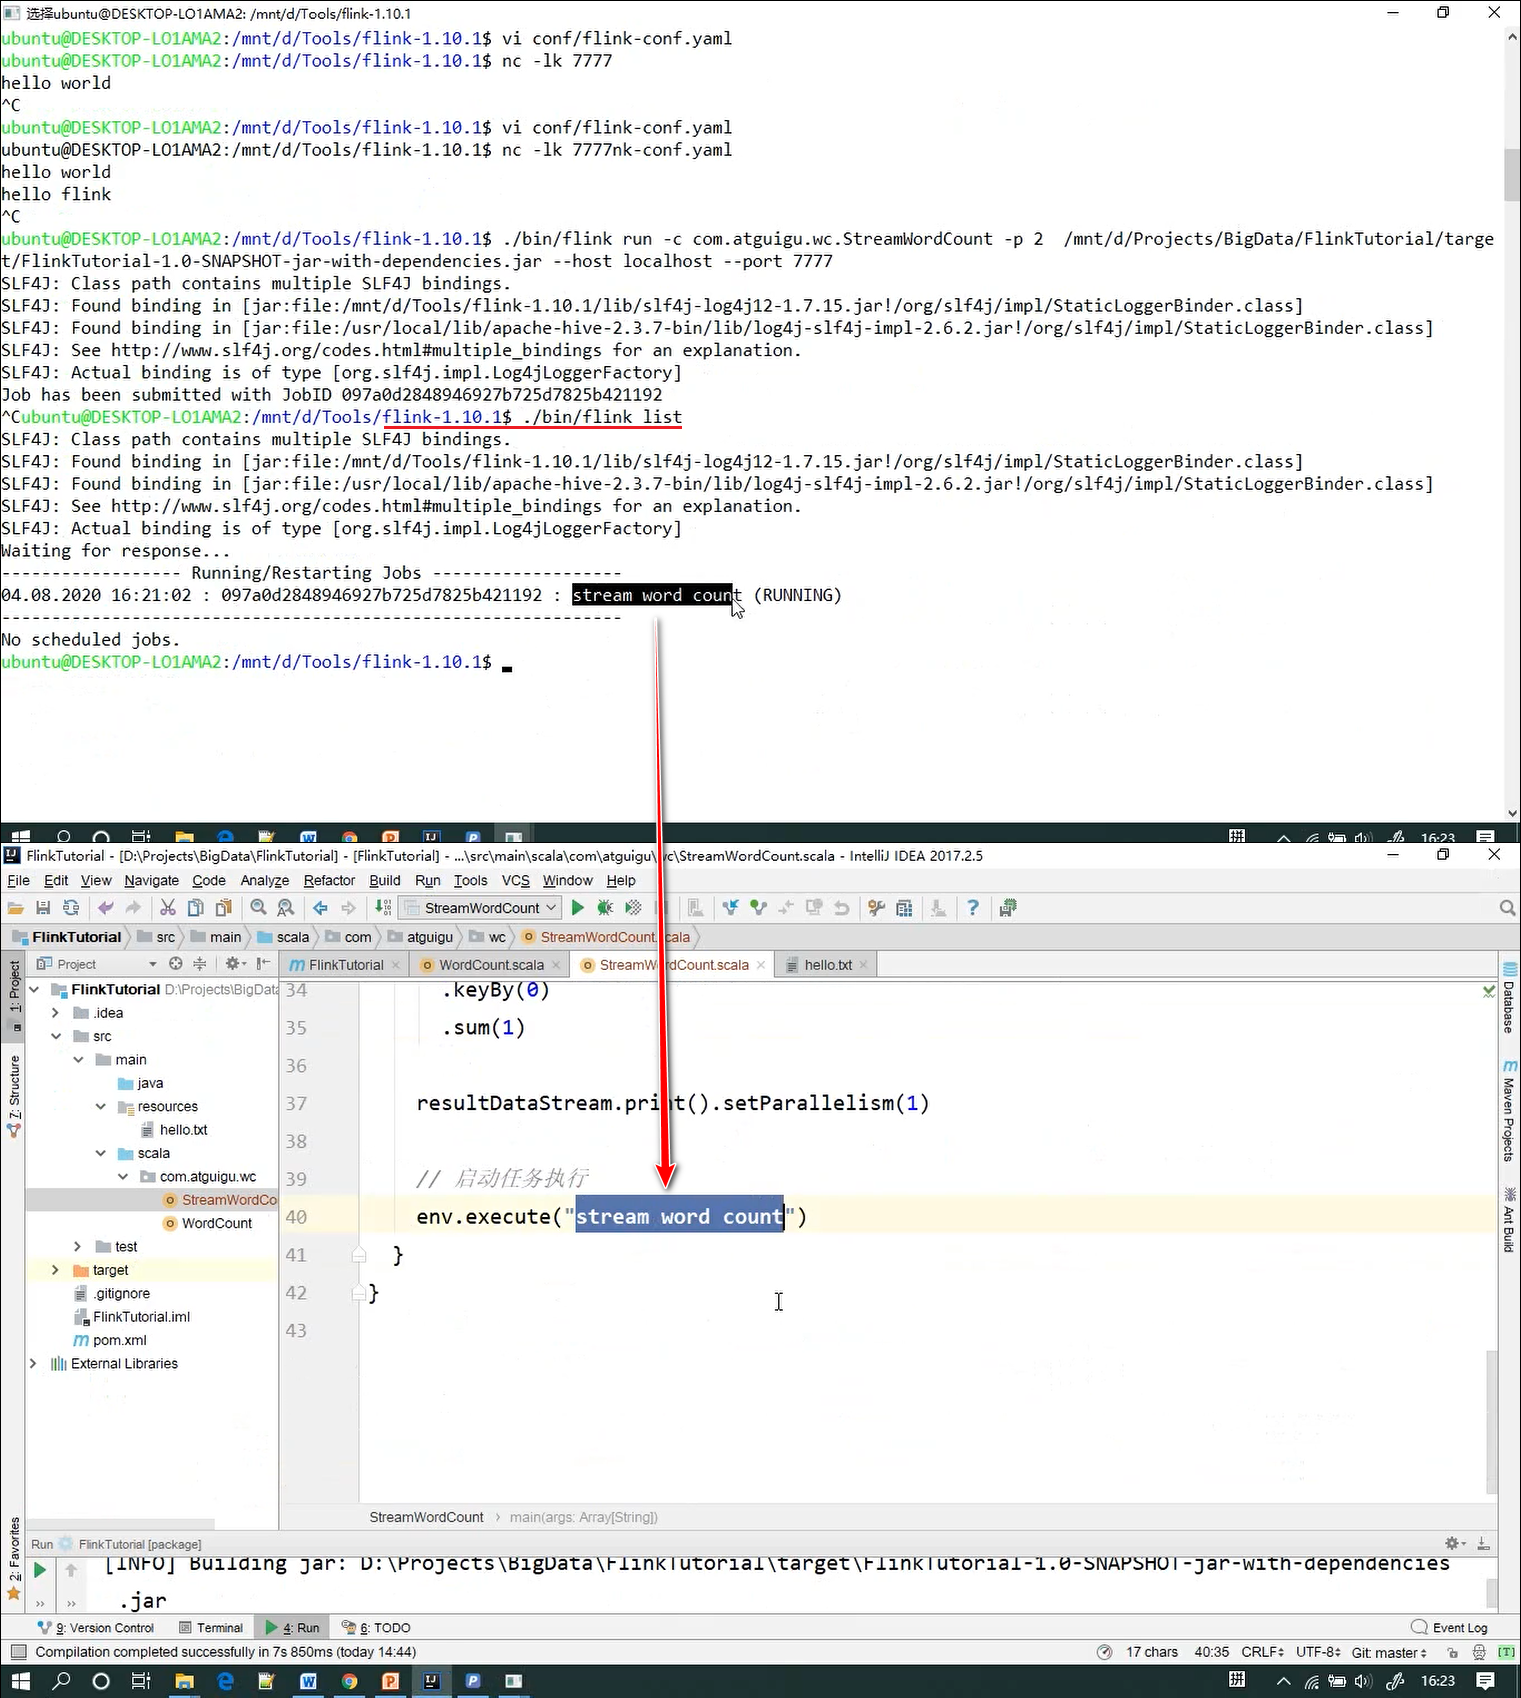 选择ubuntu@DESKTOP-LO1AMA2: /mnt/d/Tools/flink-1.10.1
ubuntu@DESKTOP-LO1AMA2:/mnt/d/Tools/flink-1.10.1$ vi conf/flink-conf.yaml
ubuntu@DESKTOP-LO1AMA2:/mnt/d/Tools/flink-1.10.1$ nc -lk 7777
hello world
^C
ubuntu@DESKTOP-LO1AMA2:/mnt/d/Tools/flink-1.10.1$ vi conf/flink-conf.yaml
ubuntu@DESKTOP-LO1AMA2:/mnt/d/Tools/flink-1.10.1$ nc -lk 7777nk-conf.yaml
hello world
hello flink
^C
ubuntu@DESKTOP-LO1AMA2:/mnt/d/Tools/flink-1.10.1$ ./bin/flink run -c com.atguigu.wc.StreamWordCount -p 2  /mnt/d/Projects/BigData/FlinkTutorial/targe
t/FlinkTutorial-1.0-SNAPSHOT-jar-with-dependencies.jar --host localhost --port 7777
SLF4J: Class path contains multiple SLF4J bindings.
SLF4J: Found binding in [jar:file:/mnt/d/Tools/flink-1.10.1/lib/slf4j-log4j12-1.7.15.jar!/org/slf4j/impl/StaticLoggerBinder.class]
SLF4J: Found binding in [jar:file:/usr/local/lib/apache-hive-2.3.7-bin/lib/log4j-slf4j-impl-2.6.2.jar!/org/slf4j/impl/StaticLoggerBinder.class]
SLF4J: See http://www.slf4j.org/codes.html#multiple_bindings for an explanation.
SLF4J: Actual binding is of type [org.slf4j.impl.Log4jLoggerFactory]
Job has been submitted with JobID 097a0d2848946927b725d7825b421192
^Cubuntu@DESKTOP-LO1AMA2:/mnt/d/Tools/flink-1.10.1$ ./bin/flink list
SLF4J: Class path contains multiple SLF4J bindings.
SLF4J: Found binding in [jar:file:/mnt/d/Tools/flink-1.10.1/lib/slf4j-log4j12-1.7.15.jar!/org/slf4j/impl/StaticLoggerBinder.class]
SLF4J: Found binding in [jar:file:/usr/local/lib/apache-hive-2.3.7-bin/lib/log4j-slf4j-impl-2.6.2.jar!/org/slf4j/impl/StaticLoggerBinder.class]
SLF4J: See http://www.slf4j.org/codes.html#multiple_bindings for an explanation.
SLF4J: Actual binding is of type [org.slf4j.impl.Log4jLoggerFactory]
Waiting for response...
------------------ Running/Restarting Jobs -------------------
04.08.2020 16:21:02 : 097a0d2848946927b725d7825b421192 : stream word count (RUNNING)
--------------------------------------------------------------
No scheduled jobs.
ubuntu@DESKTOP-LO1AMA2:/mnt/d/Tools/flink-1.10.1$
拼 16:23
FlinkTutorial - [D:\Projects\BigData\FlinkTutorial] - [FlinkTutorial] - ...\src\main\scala\com\atguigu\wc\StreamWordCount.scala - IntelliJ IDEA 2017.2.5
File Edit View Navigate Code Analyze Refactor Build Run Tools VCS Window Help
StreamWordCount
FlinkTutorial src main scala com atguigu wc StreamWordCount.scala
1: Project
Project
FlinkTutorial WordCount.scala StreamWordCount.scala hello.txt
FlinkTutorial D:\Projects\BigData
.idea
src
main
java
resources
hello.txt
scala
com.atguigu.wc
StreamWordCo
WordCount
test
target
.gitignore
FlinkTutorial.iml
pom.xml
External Libraries
7: Structure
2: Favorites
34 .keyBy(0)
35 .sum(1)
36
37 resultDataStream.print().setParallelism(1)
38
39 // 启动任务执行
40 env.execute("stream word count")
41 }
42 }
43
Database
Maven Projects
Ant Build
StreamWordCount › main(args: Array[String])
Run FlinkTutorial [package]
[INFO] Building jar: D:\Projects\BigData\FlinkTutorial\target\FlinkTutorial-1.0-SNAPSHOT-jar-with-dependencies
.jar
9: Version Control Terminal 4: Run 6: TODO Event Log
Compilation completed successfully in 7s 850ms (today 14:44) 17 chars 40:35 CRLF UTF-8 Git: master [T]
拼 16:23